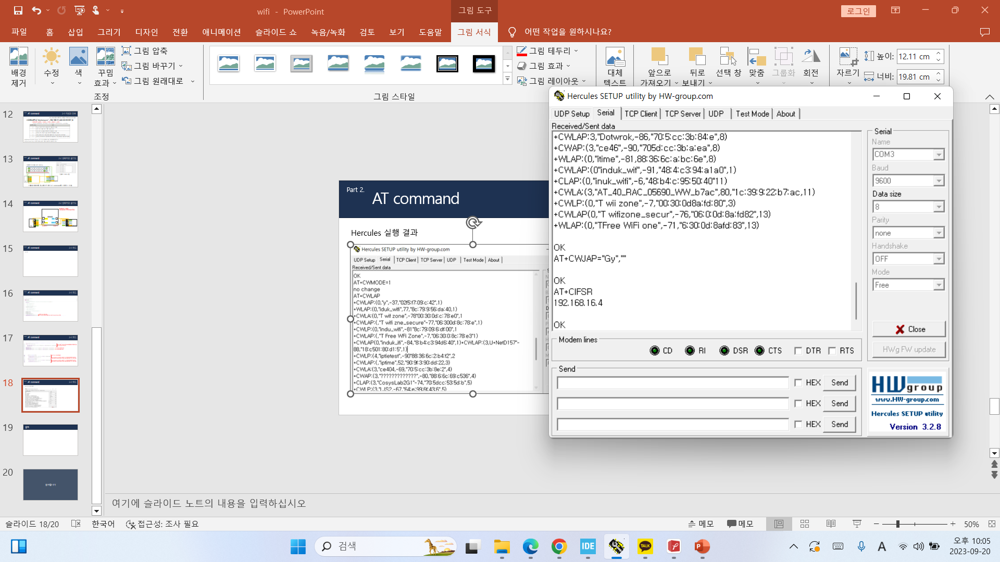 wifi - PowerPoint
그림 도구
로그인
파일
홈
삽입
그리기
디자인
전환
애니메이션
슬라이드 쇼
녹음/녹화
검토
보기
도움말
그림 서식
어떤 작업을 원하시나요?
배경
제거
수정
색
꾸밈
효과
그림 압축
그림 바꾸기
그림 원래대로
조정
그림 스타일
그림 테두리
그림 효과
그림 레이아웃
대체
텍스트
앞으로
가져오기
뒤로
보내기
선택 창
맞춤
그룹화
회전
자르기
높이: 12.11 cm
너비: 19.81 cm
12
AT command
13
AT command
14
AT command
15
AT command
16
AT command
17
AT command
18
AT command
19
20
Part 2.
AT command
Hercules 실행 결과
Hercules SETUP utility by HW-group.com
UDP Setup
Serial
TCP Client
TCP Server
UDP
Test Mode
About
Received/Sent data
OK
AT+CWMODE=1
no change
AT+CWLAP
+CWLAP:(0,"y",-37,"02f5:f7:09:c:42",1)
+WLAP:(0,"iduk_wifi",77,"8c:79:9:56:da:40,1)
+CWLA:(0,"T wif zone",-78"00:30:0d:c:78:e0",1
+CWLAP:(,"T wifi zne_secure"-77,"06:300d:8c:78:e",1)
+CWLP:(0,"indu_wifi",-81"8c:79:09:6:df:00",1
+CWLAP:(,"T Free WFi Zone",-7,"06:30:0:8c:78:e3"1)
+CWLAP(0,"induk_ifi",-84,"8:b4:c3:94d6:40",1)+CWLAP:(3,U+NetD157"-
88,"18:c501:80:d1:5",1)
+CWLP:(4,"iptietest",-90"88:36:6c:2:b4:f2",2
+CWLAP:(,"iptime",52,"90:9f:3:90:dd:22,3)
+CWLA:(3,"ce404,-69,"70:5:cc:3b:8e:2",4)
+CWAP:(3,"?????????????",-80,"88:6:6c:69:c536",4)
+CLAP:(3,"CosysLab2G1"-74,"70:5dcc:53:5d:b",5)
+CWLP:(3,"LJS2,-67,"64:e:99:6f:43:6",5)
Hercules SETUP utility by HW-group.com
UDP Setup
Serial
TCP Client
TCP Server
UDP
Test Mode
About
Received/Sent data
+CWLAP:3,"Dotwrok,-86,"70:5:cc:3b:84:e",8)
+CWAP:(3,"ce46",-90,"705d:cc:3b:a:ea",8)
+WLAP:(0,"itime",-81,88:36:6c:a:bc:6e",8)
+CWLAP:(0"induk_wif",-91,"48:4:c3:94:a1a0",1)
+CLAP:(0,"inuk_wifi",-6,"48:b4:c:95:50:40"11)
+CWLA:(3,"AT_40_RAC_05690_WW_b7ac",80,"1c:39:9:22:b7:ac,11)
+CWLP:(0,"T wii zone",-7,"00:30:0d8a:fd:80",3)
+CWLAP(0,"T wifizone_secur",-76,"06:0:0d:8a:fd82",13)
+WLAP:(0,"TFree WiFi one",-71,"6:30:0d:8afd:83",13)
OK
AT+CWJAP="Gy",""
OK
AT+CIFSR
192.168.16.4
OK
Modem lines
CD
RI
DSR
CTS
DTR
RTS
Send
HEX Send
HEX Send
HEX Send
Serial
Name
COM3
Baud
9600
Data size
8
Parity
none
Handshake
OFF
Mode
Free
Close
HWg FW update
HWgroup
www.HW-group.com
Hercules SETUP utility
Version 3.2.8
여기에 슬라이드 노트의 내용을 입력하십시오
슬라이드 18/20
한국어
접근성: 조사 필요
메모
메모
50%
검색
IDE
TALK
A
오후 10:05
2023-09-20